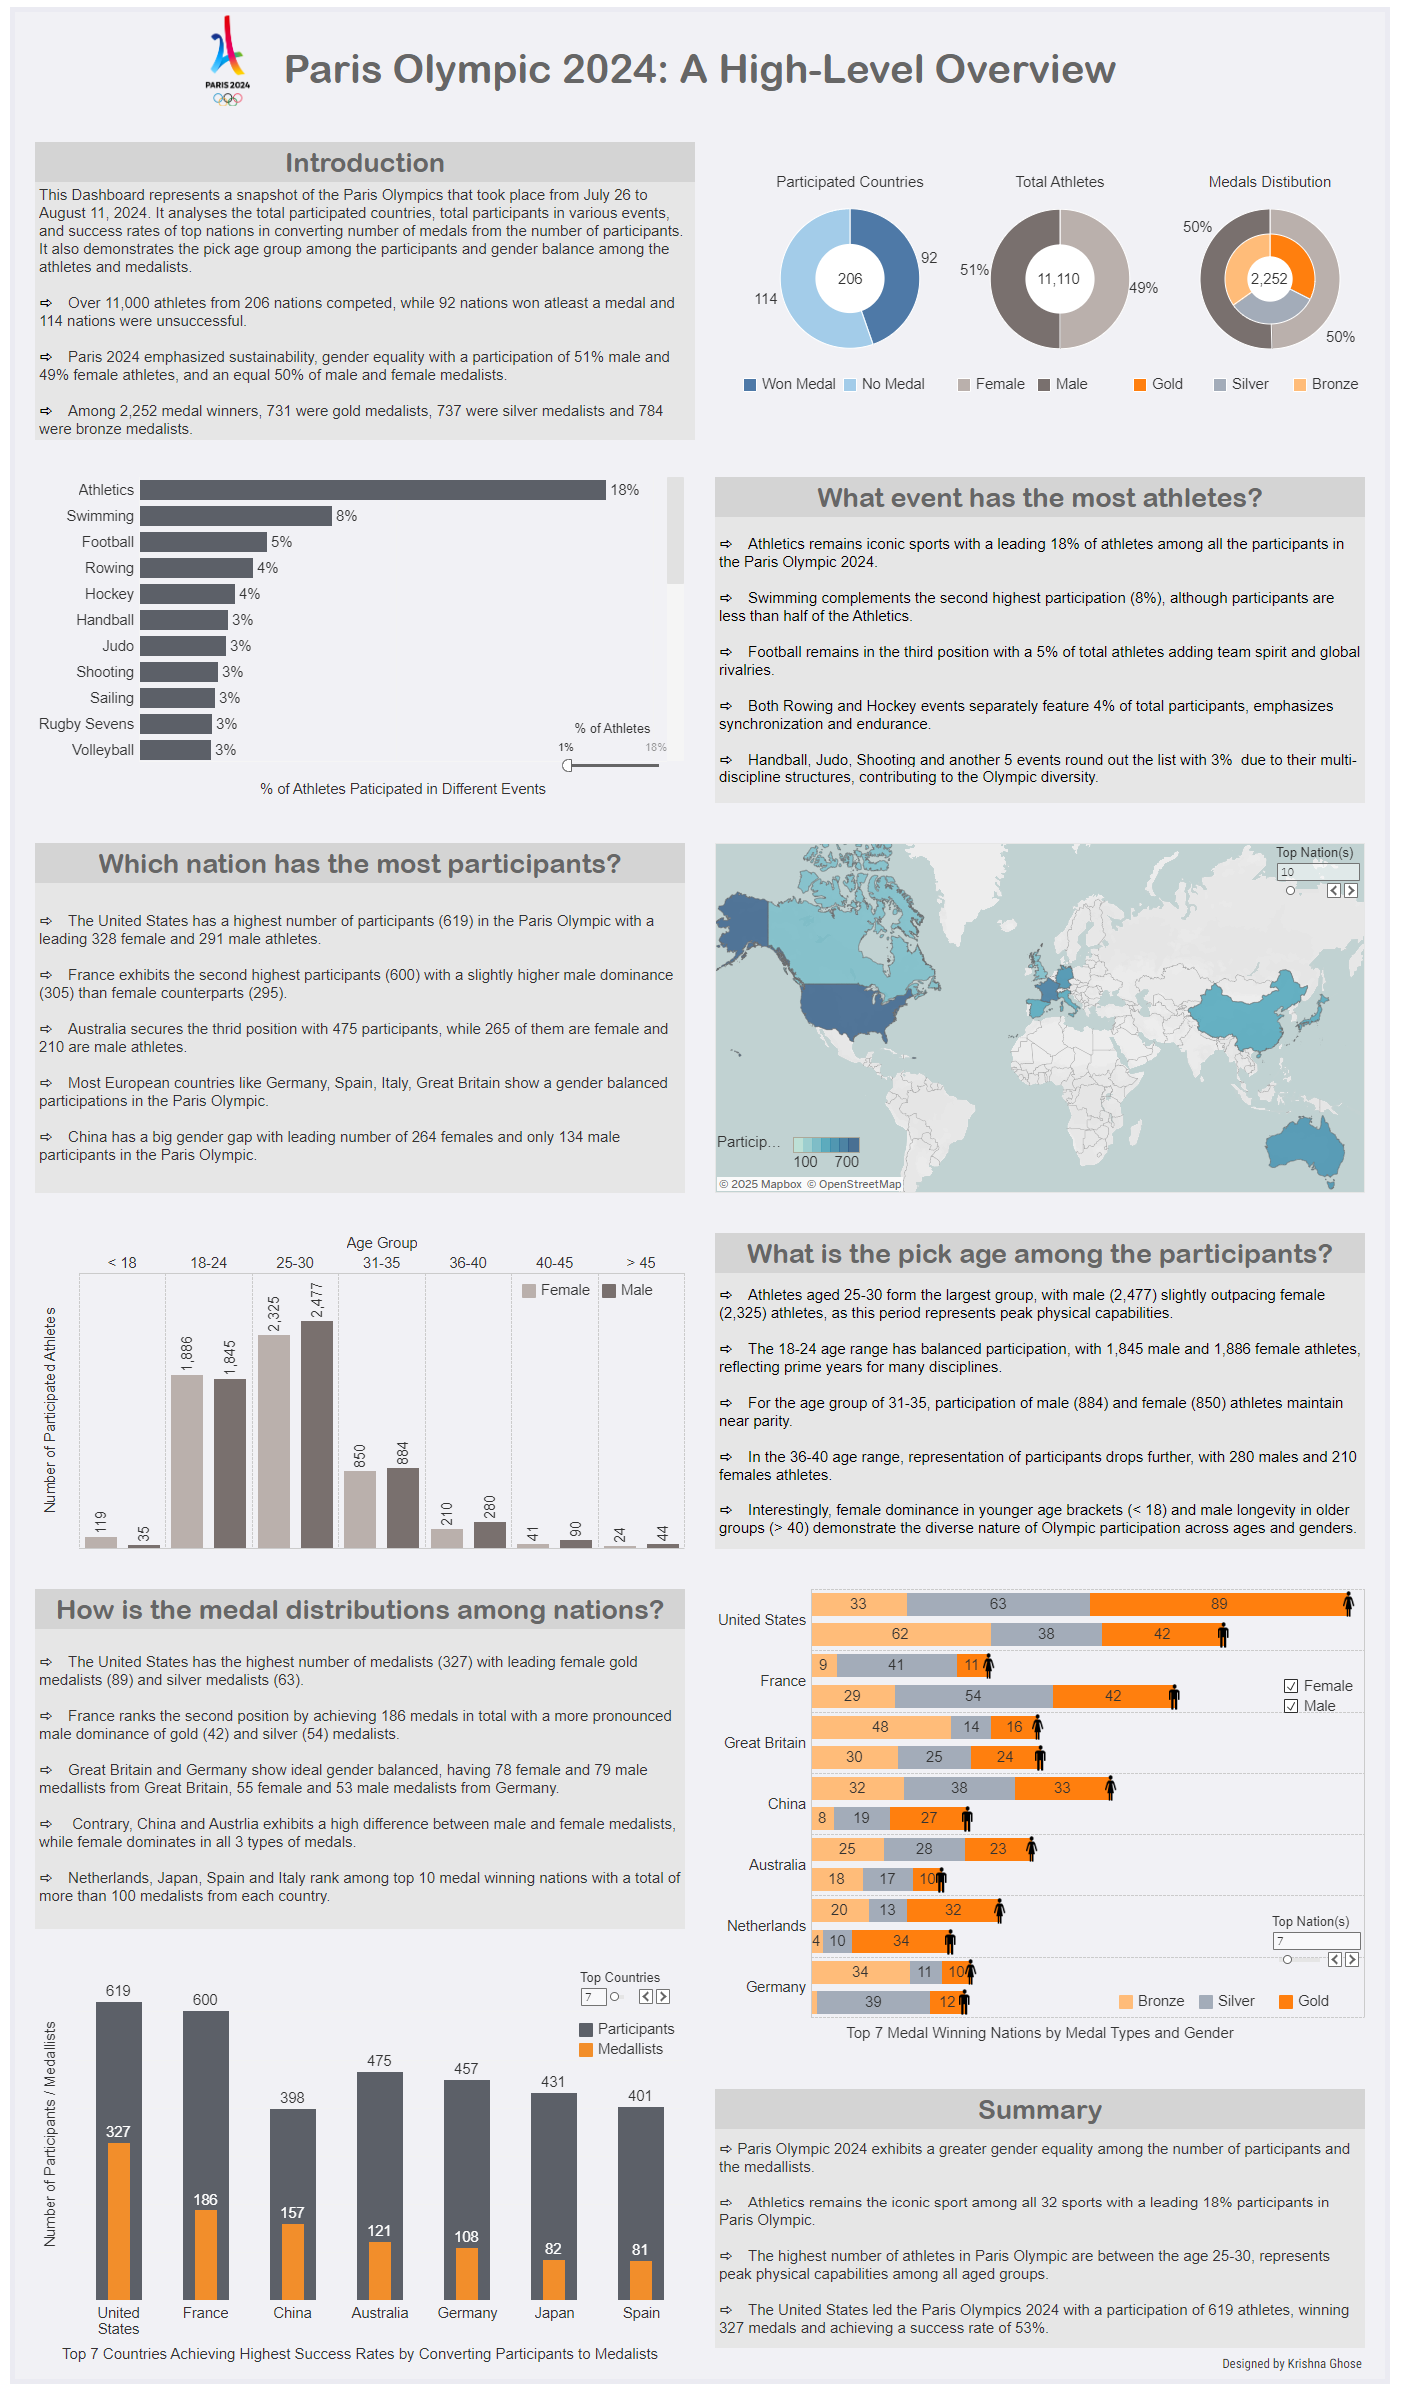 PARIS 2024
Paris Olympic 2024: A High-Level Overview
Introduction
This Dashboard represents a snapshot of the Paris Olympics that took place from July 26 to
August 11, 2024. It analyses the total participated countries, total participants in various events,
and success rates of top nations in converting number of medals from the number of participants.
It also demonstrates the pick age group among the participants and gender balance among the
athletes and medalists.
⇨ Over 11,000 athletes from 206 nations competed, while 92 nations won atleast a medal and
114 nations were unsuccessful.
⇨ Paris 2024 emphasized sustainability, gender equality with a participation of 51% male and
49% female athletes, and an equal 50% of male and female medalists.
⇨ Among 2,252 medal winners, 731 were gold medalists, 737 were silver medalists and 784
were bronze medalists.
Participated Countries
206
92
114
Won Medal No Medal
Total Athletes
11,110
51%
49%
Female Male
Medals Distibution
2,252
50%
50%
Gold Silver Bronze
Athletics 18%
Swimming 8%
Football 5%
Rowing 4%
Hockey 4%
Handball 3%
Judo 3%
Shooting 3%
Sailing 3%
Rugby Sevens 3%
Volleyball 3%
% of Athletes
1% 18%
% of Athletes Paticipated in Different Events
What event has the most athletes?
⇨ Athletics remains iconic sports with a leading 18% of athletes among all the participants in
the Paris Olympic 2024.
⇨ Swimming complements the second highest participation (8%), although participants are
less than half of the Athletics.
⇨ Football remains in the third position with a 5% of total athletes adding team spirit and global
rivalries.
⇨ Both Rowing and Hockey events separately feature 4% of total participants, emphasizes
synchronization and endurance.
⇨ Handball, Judo, Shooting and another 5 events round out the list with 3% due to their multi-
discipline structures, contributing to the Olympic diversity.
Which nation has the most participants?
⇨ The United States has a highest number of participants (619) in the Paris Olympic with a
leading 328 female and 291 male athletes.
⇨ France exhibits the second highest participants (600) with a slightly higher male dominance
(305) than female counterparts (295).
⇨ Australia secures the thrid position with 475 participants, while 265 of them are female and
210 are male athletes.
⇨ Most European countries like Germany, Spain, Italy, Great Britain show a gender balanced
participations in the Paris Olympic.
⇨ China has a big gender gap with leading number of 264 females and only 134 male
participants in the Paris Olympic.
Top Nation(s)
10
Particip...
100 700
© 2025 Mapbox © OpenStreetMap
Age Group
< 18 18-24 25-30 31-35 36-40 40-45 > 45
Female Male
Number of Participated Athletes
119 35 1,886 1,845 2,325 2,477 850 884 210 280 41 90 24 44
What is the pick age among the participants?
⇨ Athletes aged 25-30 form the largest group, with male (2,477) slightly outpacing female
(2,325) athletes, as this period represents peak physical capabilities.
⇨ The 18-24 age range has balanced participation, with 1,845 male and 1,886 female athletes,
reflecting prime years for many disciplines.
⇨ For the age group of 31-35, participation of male (884) and female (850) athletes maintain
near parity.
⇨ In the 36-40 age range, representation of participants drops further, with 280 males and 210
females athletes.
⇨ Interestingly, female dominance in younger age brackets (< 18) and male longevity in older
groups (> 40) demonstrate the diverse nature of Olympic participation across ages and genders.
How is the medal distributions among nations?
⇨ The United States has the highest number of medalists (327) with leading female gold
medalists (89) and silver medalists (63).
⇨ France ranks the second position by achieving 186 medals in total with a more pronounced
male dominance of gold (42) and silver (54) medalists.
⇨ Great Britain and Germany show ideal gender balanced, having 78 female and 79 male
medallists from Great Britain, 55 female and 53 male medalists from Germany.
⇨ Contrary, China and Austrlia exhibits a high difference between male and female medalists,
while female dominates in all 3 types of medals.
⇨ Netherlands, Japan, Spain and Italy rank among top 10 medal winning nations with a total of
more than 100 medalists from each country.
United States
33 63 89
62 38 42
France
9 41 11
29 54 42
Great Britain
48 14 16
30 25 24
China
32 38 33
8 19 27
Australia
25 28 23
18 17 10
Netherlands
20 13 32
4 10 34
Germany
34 11 10
39 12
Female
Male
Top Nation(s)
7
Bronze Silver Gold
Top 7 Medal Winning Nations by Medal Types and Gender
Number of Participants / Medallists
Top Countries
7
Participants
Medallists
619 600 398 475 457 431 401
327 186 157 121 108 82 81
United
States
France China Australia Germany Japan Spain
Top 7 Countries Achieving Highest Success Rates by Converting Participants to Medalists
Summary
⇨ Paris Olympic 2024 exhibits a greater gender equality among the number of participants and
the medallists.
⇨ Athletics remains the iconic sport among all 32 sports with a leading 18% participants in
Paris Olympic.
⇨ The highest number of athletes in Paris Olympic are between the age 25-30, represents
peak physical capabilities among all aged groups.
⇨ The United States led the Paris Olympics 2024 with a participation of 619 athletes, winning
327 medals and achieving a success rate of 53%.
Designed by Krishna Ghose